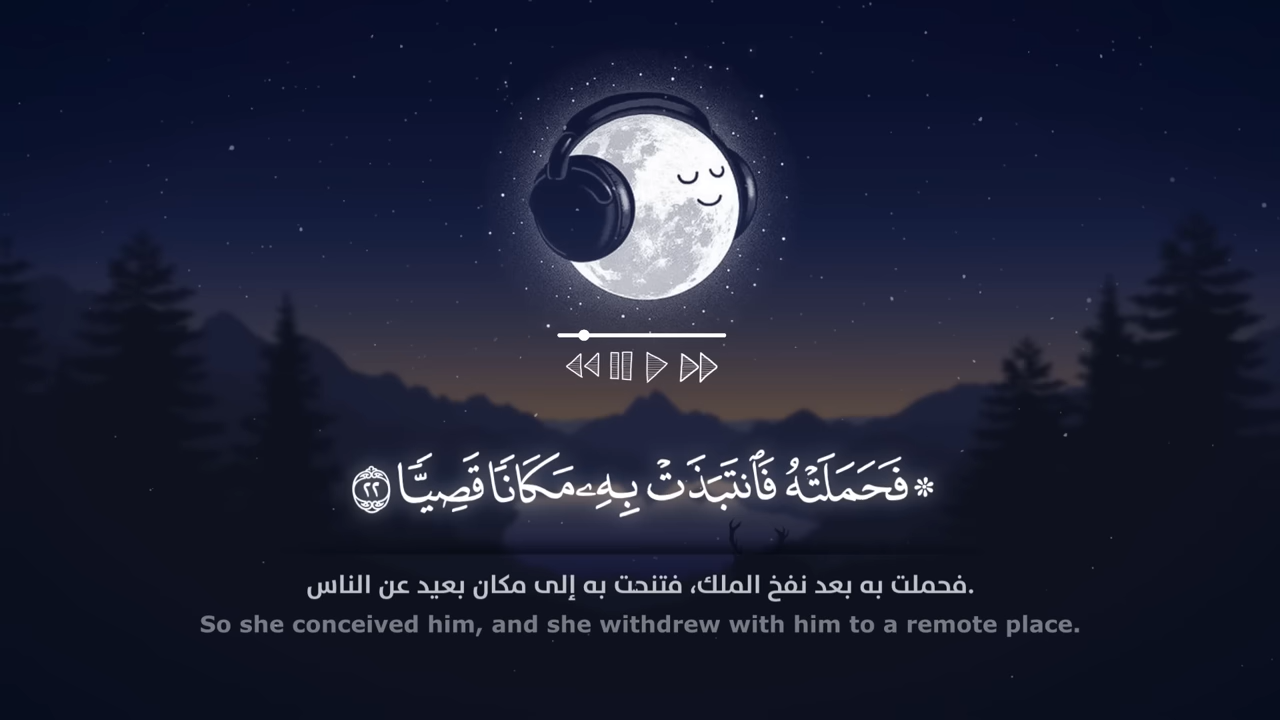 ۞ فَحَمَلَتْهُ فَٱنتَبَذَتْ بِهِۦ مَكَانًا قَصِيًّا ٢٢
فحملت به بعد نفخ الملك، فتنحت به إلى مكان بعيد عن الناس.
So she conceived him, and she withdrew with him to a remote place.